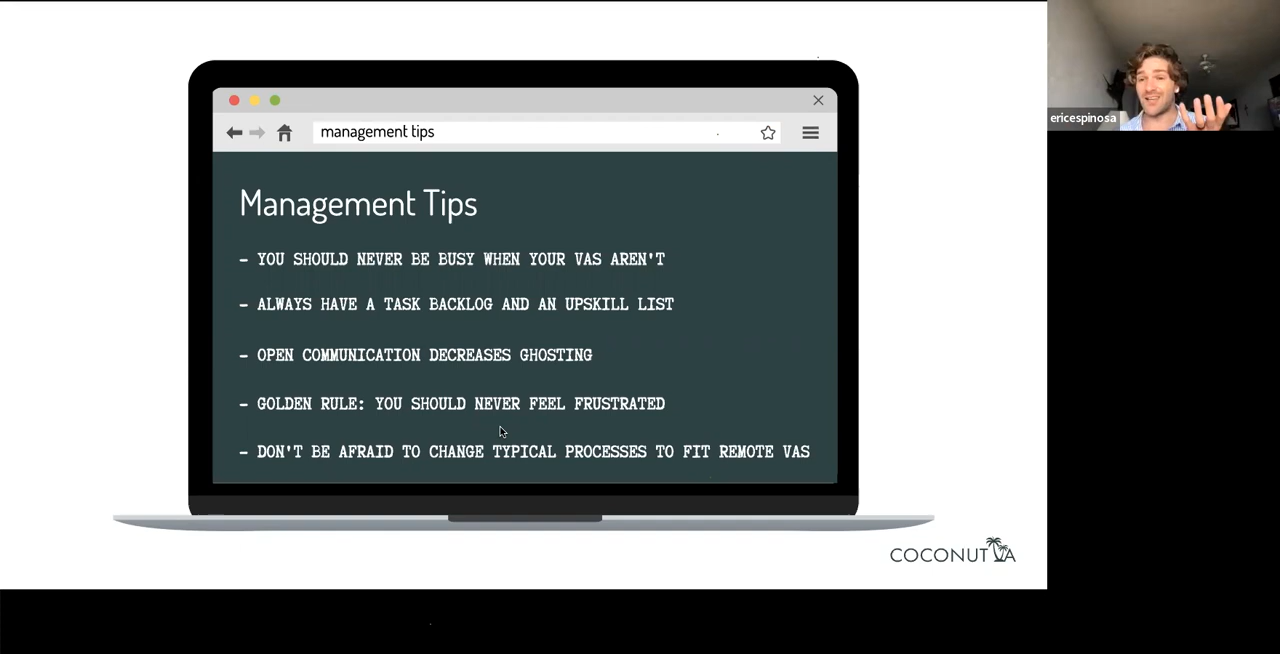 management tips
Management Tips
- YOU SHOULD NEVER BE BUSY WHEN YOUR VAS AREN'T
- ALWAYS HAVE A TASK BACKLOG AND AN UPSKILL LIST
- OPEN COMMUNICATION DECREASES GHOSTING
- GOLDEN RULE: YOU SHOULD NEVER FEEL FRUSTRATED
- DON'T BE AFRAID TO CHANGE TYPICAL PROCESSES TO FIT REMOTE VAS
COCONUT VA
ericespinosa